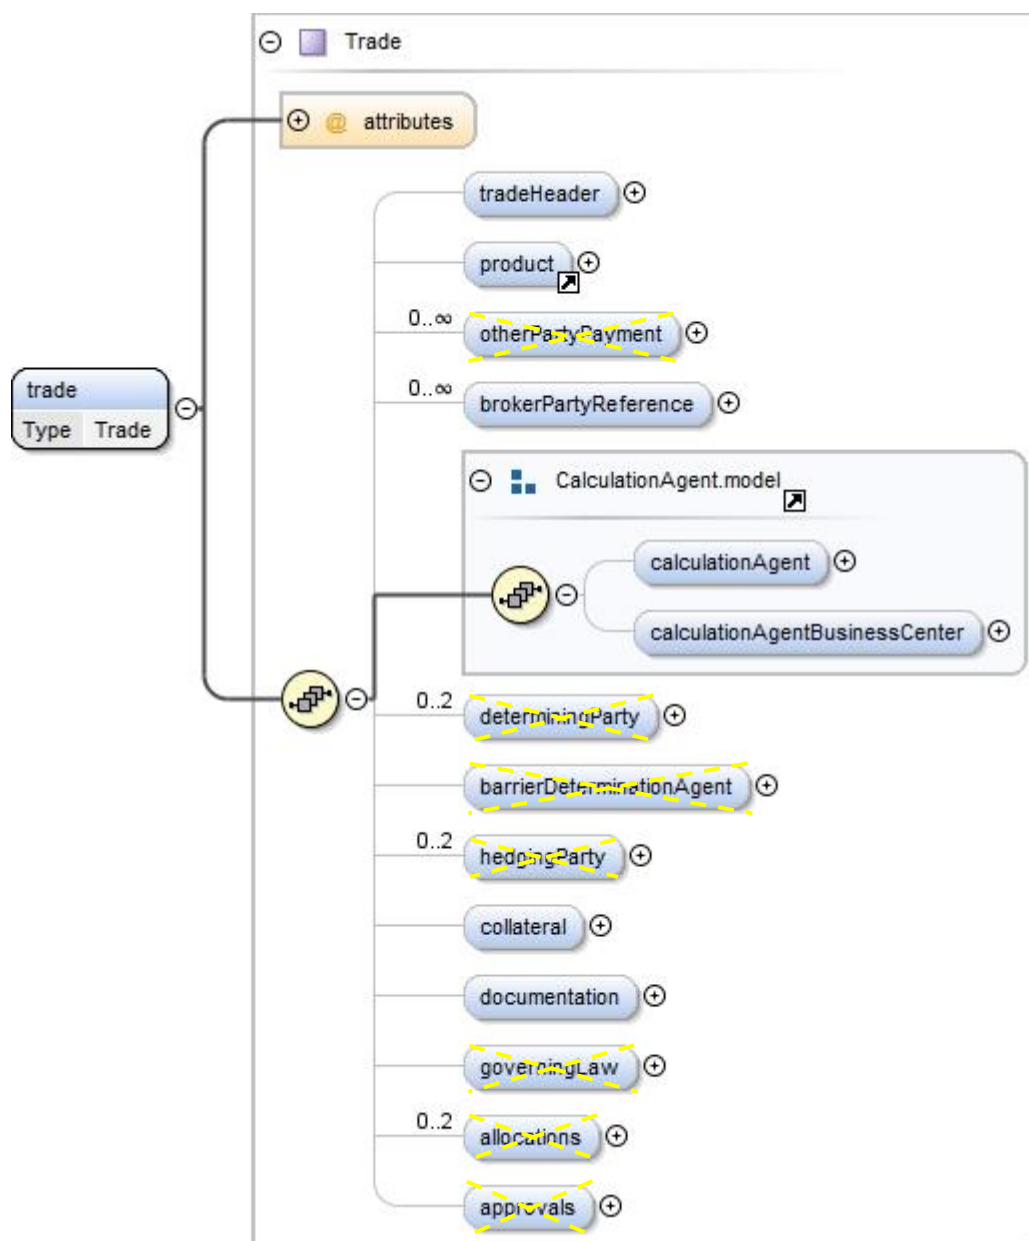 Trade
@ attributes
tradeHeader
product
0..∞
otherPartyPayment
0..∞
brokerPartyReference
trade
Type Trade
CalculationAgent.model
calculationAgent
calculationAgentBusinessCenter
0..2
determiningParty
barrierDeterminationAgent
0..2
hedgingParty
collateral
documentation
governingLaw
0..2
allocations
approvals